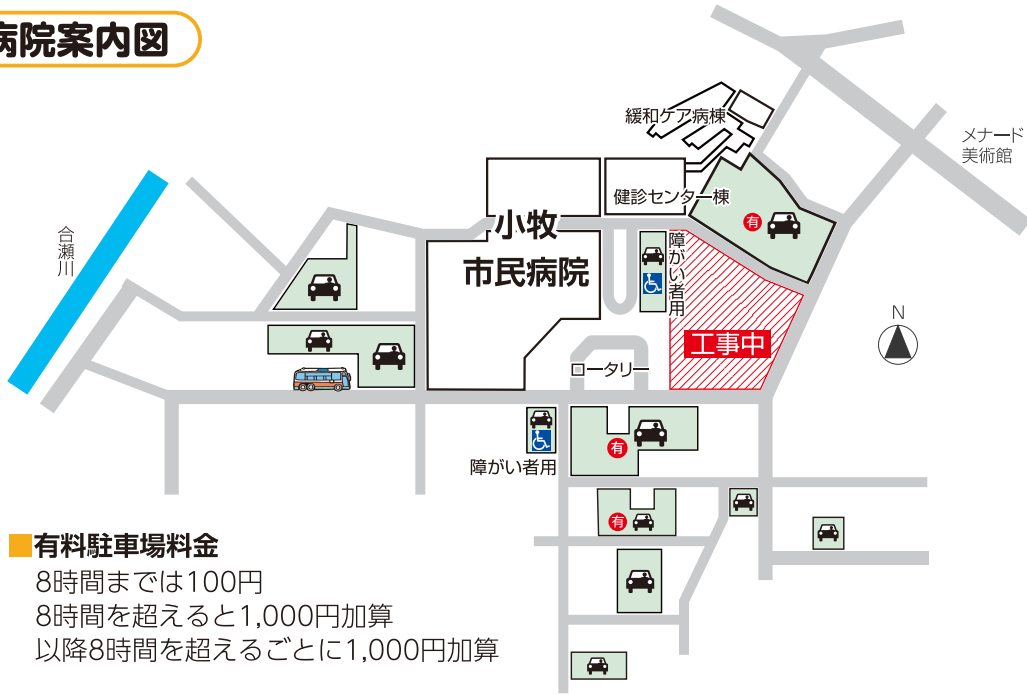 病院案内図
緩和ケア病棟
メナード
美術館
健診センター棟
有
合瀬川
小牧
市民病院
障がい者用
工事中
N
ロータリー
有
障がい者用
有
有料駐車場料金
8時間までは100円
8時間を超えると1,000円加算
以降8時間を超えるごとに1,000円加算